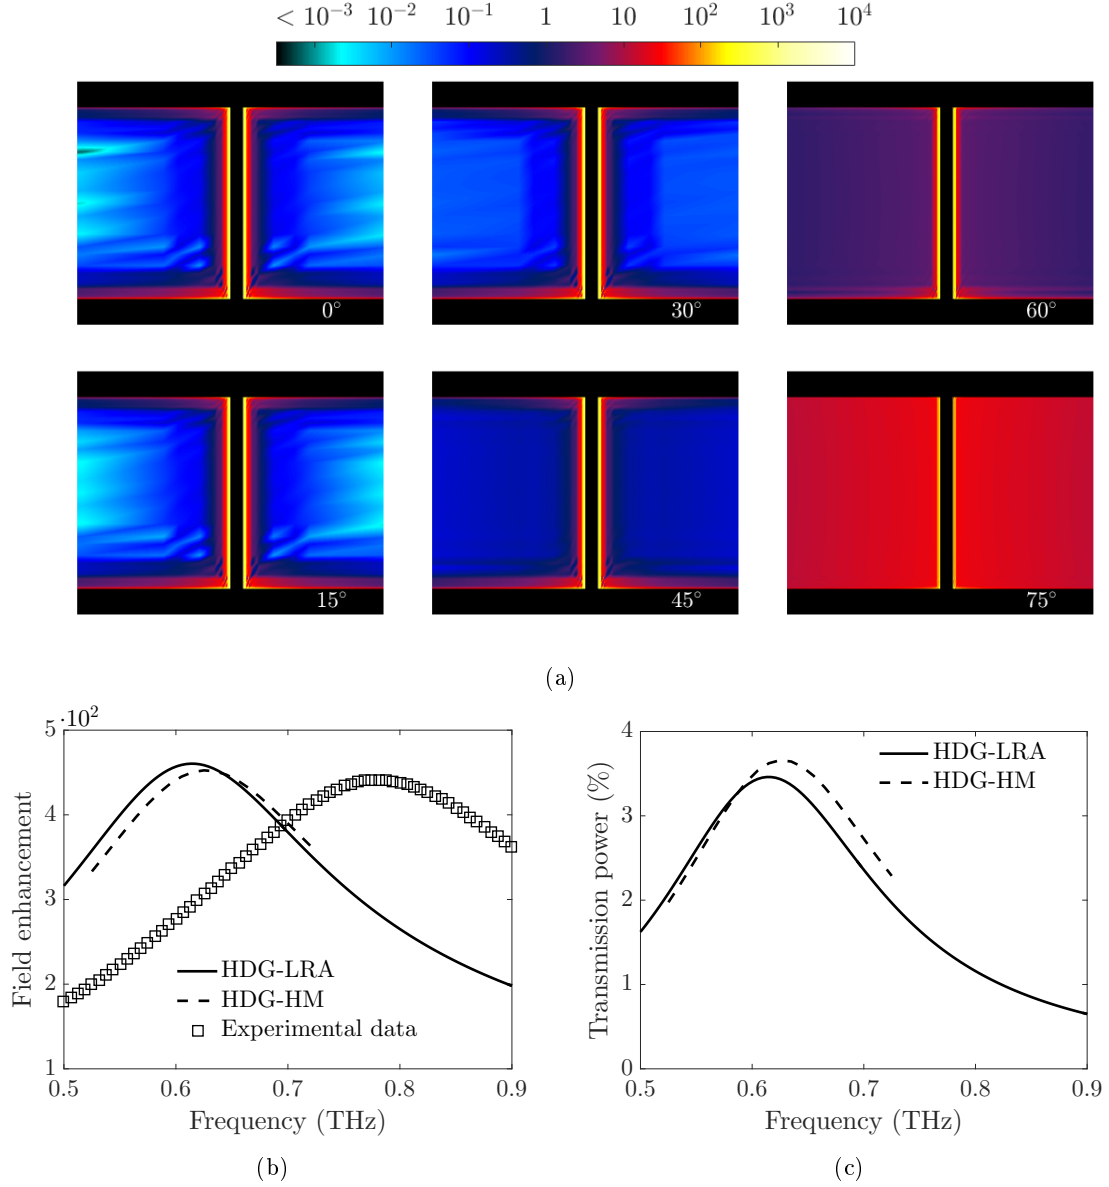 < 10⁻³ 10⁻² 10⁻¹ 1 10 10² 10³ 10⁴
0° 30° 60°
15° 45° 75°
(a)
5 ·10² 4 3 2 1
Field enhancement
HDG-LRA
HDG-HM
Experimental data
0.5 0.6 0.7 0.8 0.9
Frequency (THz)
(b)
4 3 2 1 0
Transmission power (%)
HDG-LRA
HDG-HM
0.5 0.6 0.7 0.8 0.9
Frequency (THz)
(c)